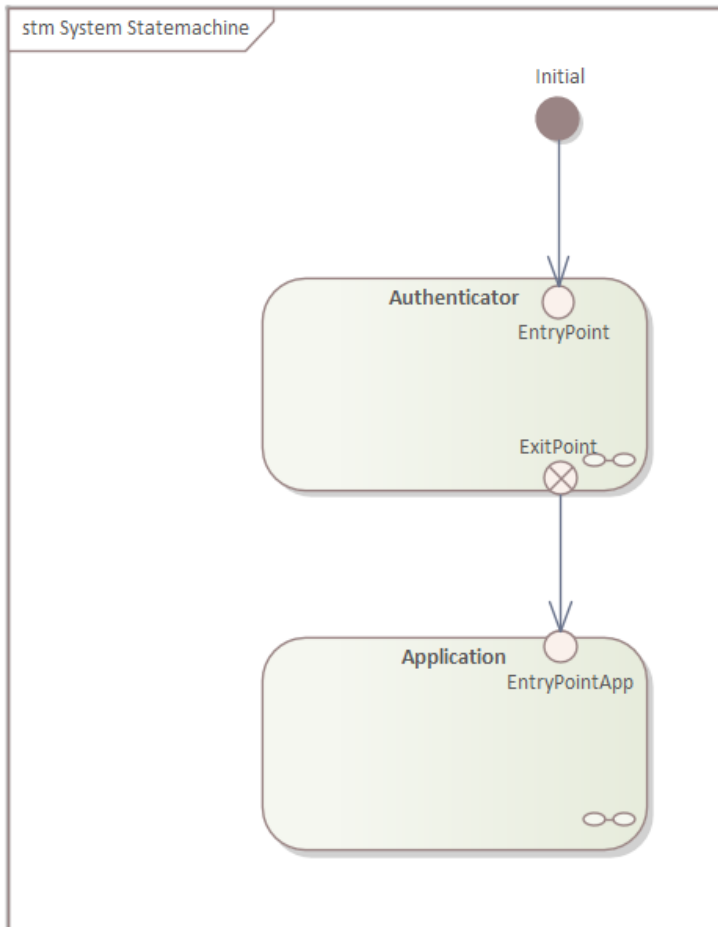 stm System Statemachine
Initial
Authenticator
EntryPoint
ExitPoint
Application
EntryPointApp